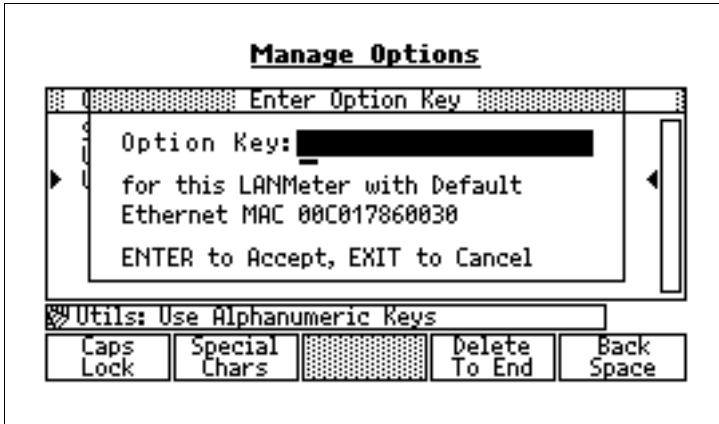 Manage Options
Enter Option Key
Option Key:
for this LANMeter with Default
Ethernet MAC 00C017860030
ENTER to Accept, EXIT to Cancel
Utils: Use Alphanumeric Keys
Caps Lock
Special Chars
Delete To End
Back Space